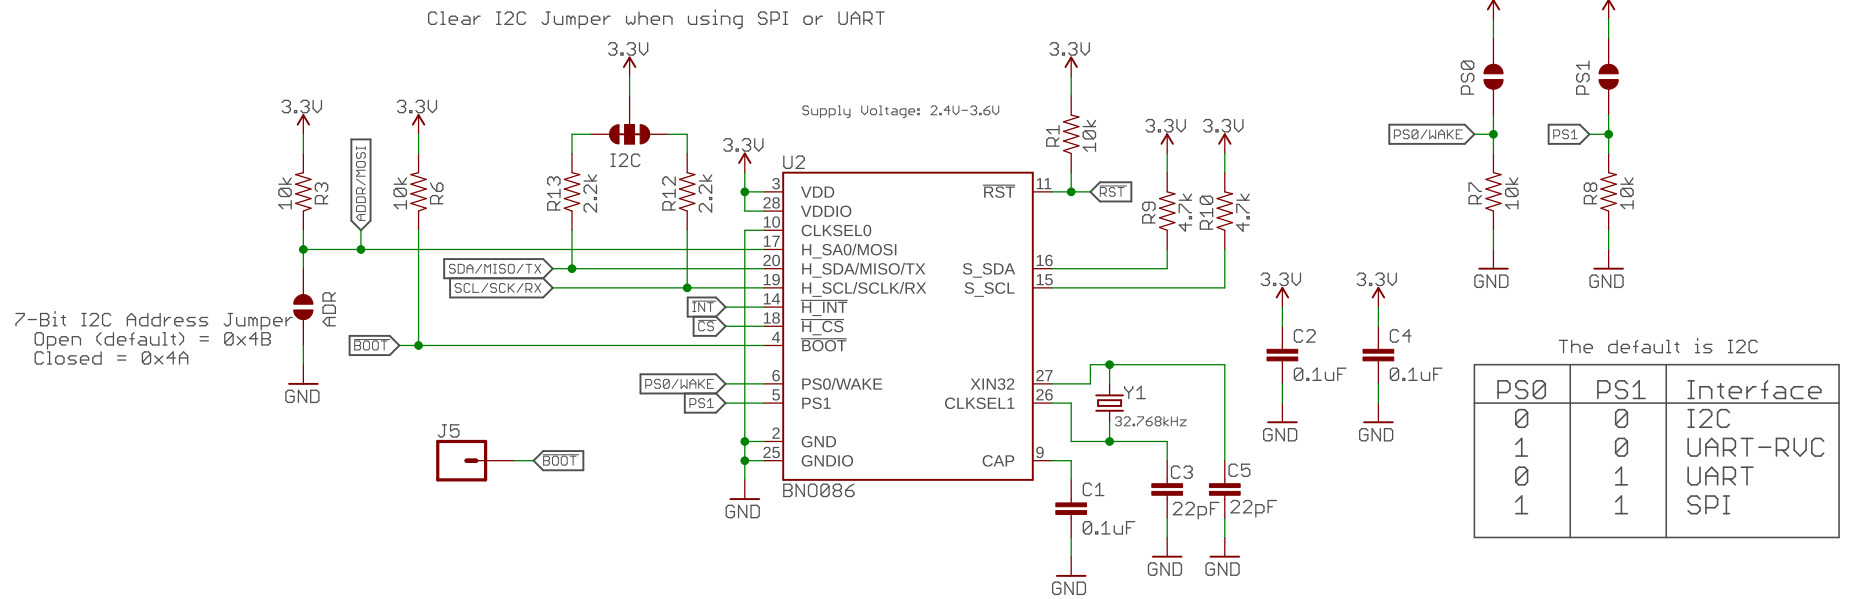 Clear I2C Jumper when using SPI or UART
3.3V
3.3V
3.3V
3.3V
Supply Voltage: 2.4V-3.6V
3.3V
3.3V
3.3V
PS0
PS1
PS0/WAKE
PS1
R7
10k
R8
10k
GND
GND
10k
R3
ADDR/MOSI
10k
R6
I2C
R13
2.2k
R12
2.2k
R1
10k
R9
4.7k
R10
4.7k
U2
3 VDD
28 VDDIO
10 CLKSEL0
17 H_SA0/MOSI
20 H_SDA/MISO/TX
19 H_SCL/SCLK/RX
14 H_INT
18 H_CS
4 BOOT
6 PS0/WAKE
5 PS1
2 GND
25 GNDIO
RST 11
S_SDA 16
S_SCL 15
XIN32 27
CLKSEL1 26
CAP 9
BNO086
RST
SDA/MISO/TX
SCL/SCK/RX
INT
CS
BOOT
PS0/WAKE
PS1
ADR
7-Bit I2C Address Jumper
Open (default) = 0x4B
Closed = 0x4A
GND
J5
BOOT
GND
Y1
32.768kHz
C1
0.1uF
GND
C3
22pF
GND
C5
22pF
GND
3.3V
C2
0.1uF
GND
3.3V
C4
0.1uF
GND
The default is I2C
PS0 PS1 Interface
0 0 I2C
1 0 UART-RVC
0 1 UART
1 1 SPI